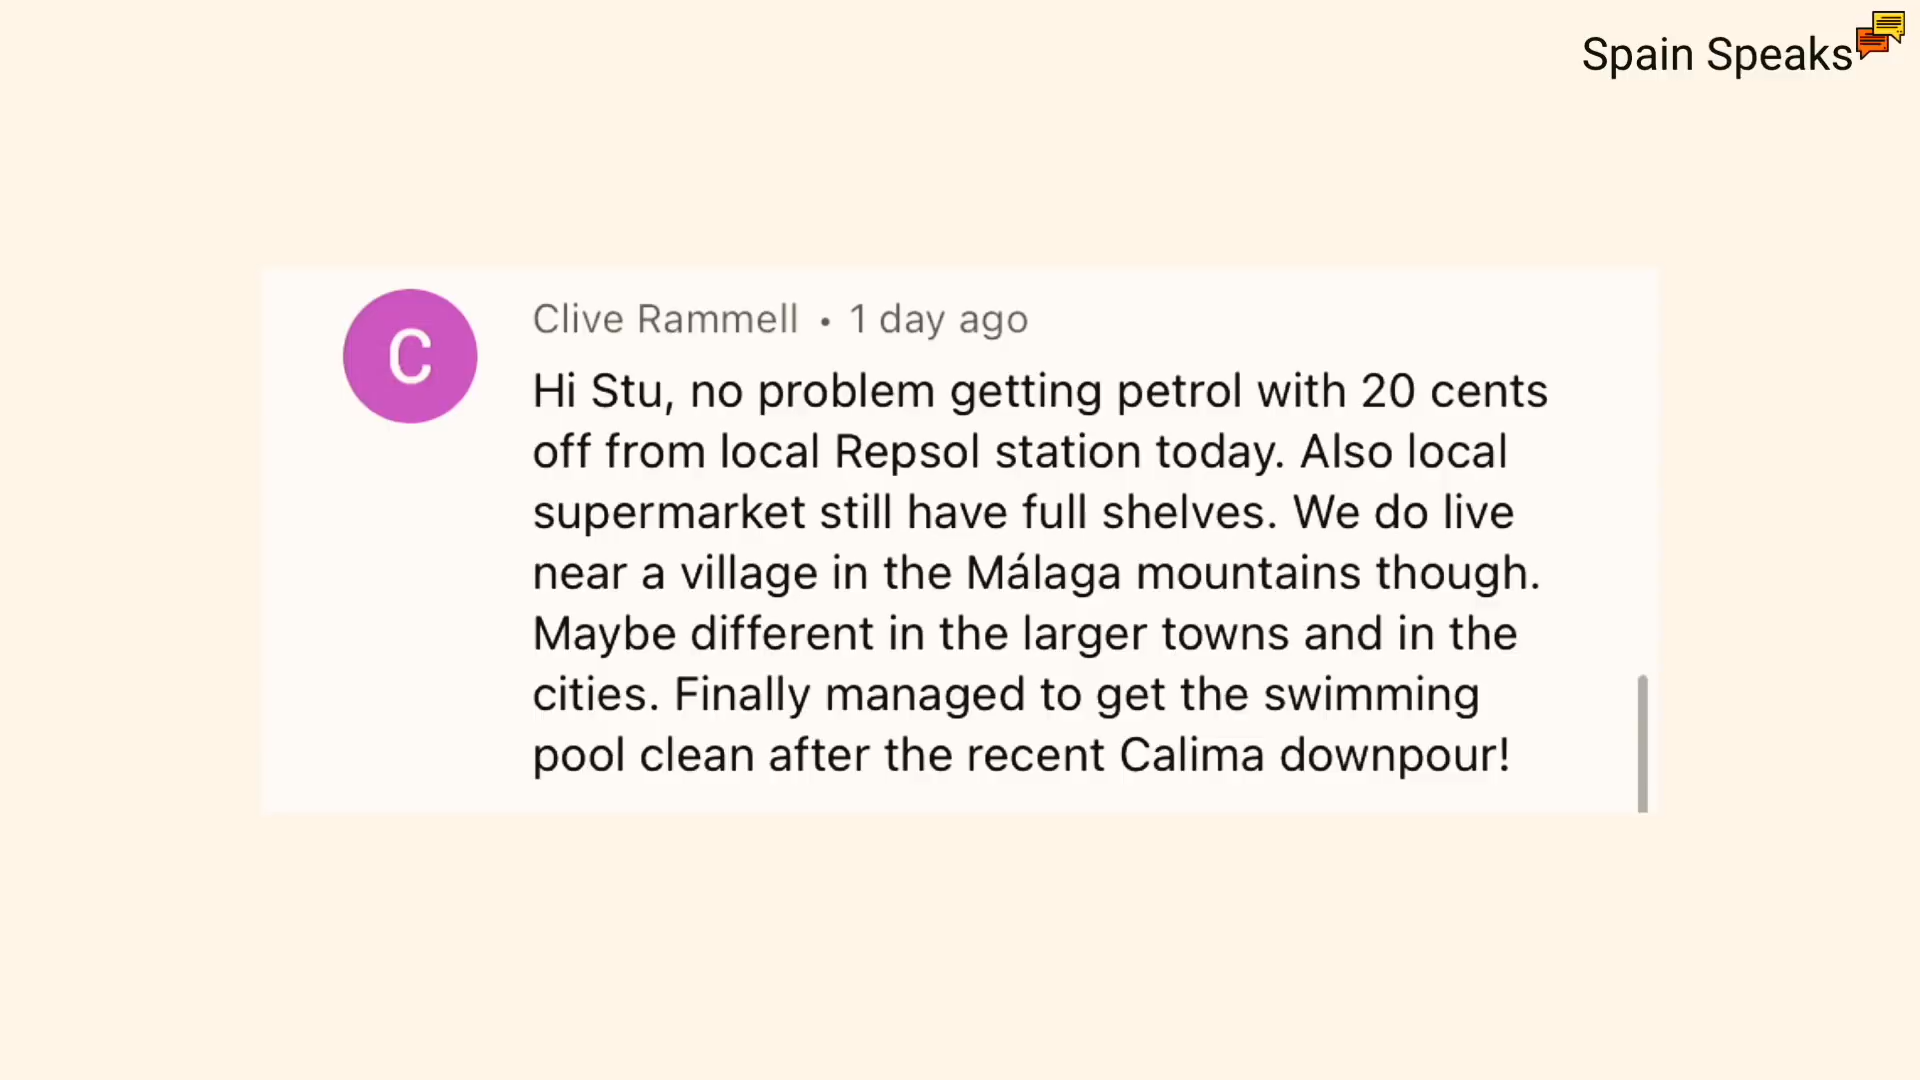 Spain Speaks
C
Clive Rammell • 1 day ago
Hi Stu, no problem getting petrol with 20 cents
off from local Repsol station today. Also local
supermarket still have full shelves. We do live
near a village in the Málaga mountains though.
Maybe different in the larger towns and in the
cities. Finally managed to get the swimming
pool clean after the recent Calima downpour!